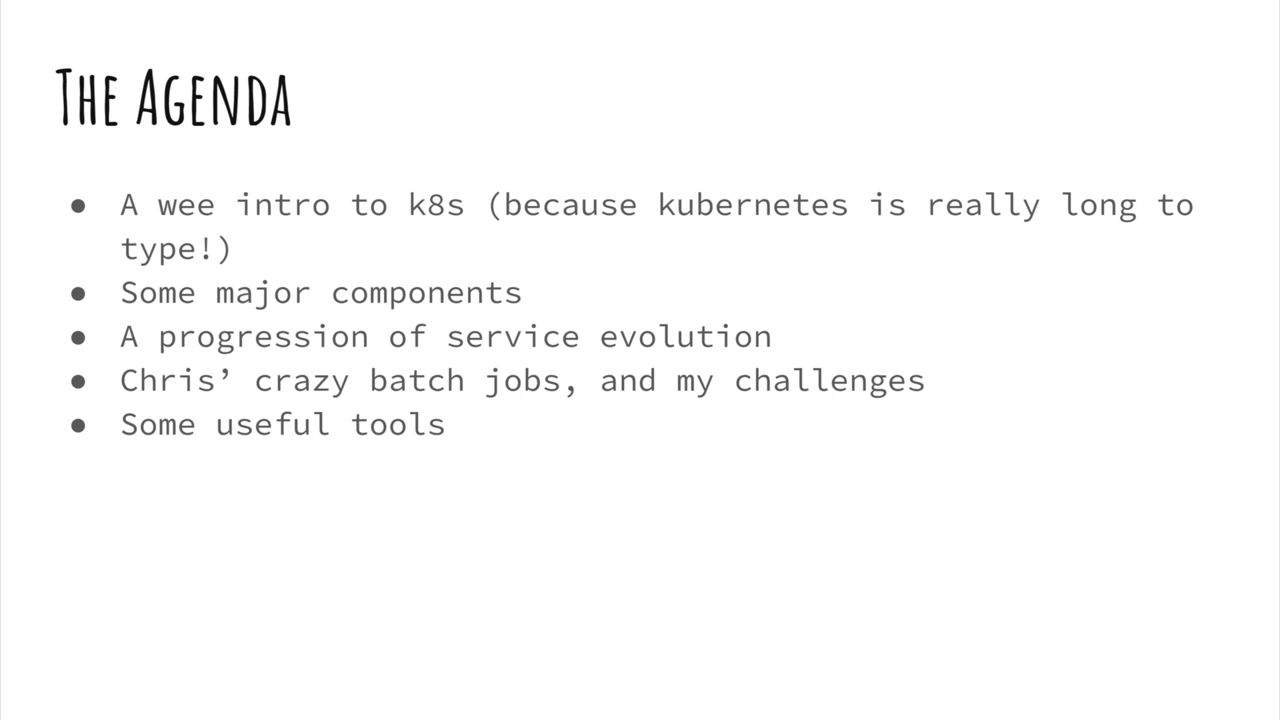 The Agenda
● A wee intro to k8s (because kubernetes is really long to
type!)
● Some major components
● A progression of service evolution
● Chris’ crazy batch jobs, and my challenges
● Some useful tools